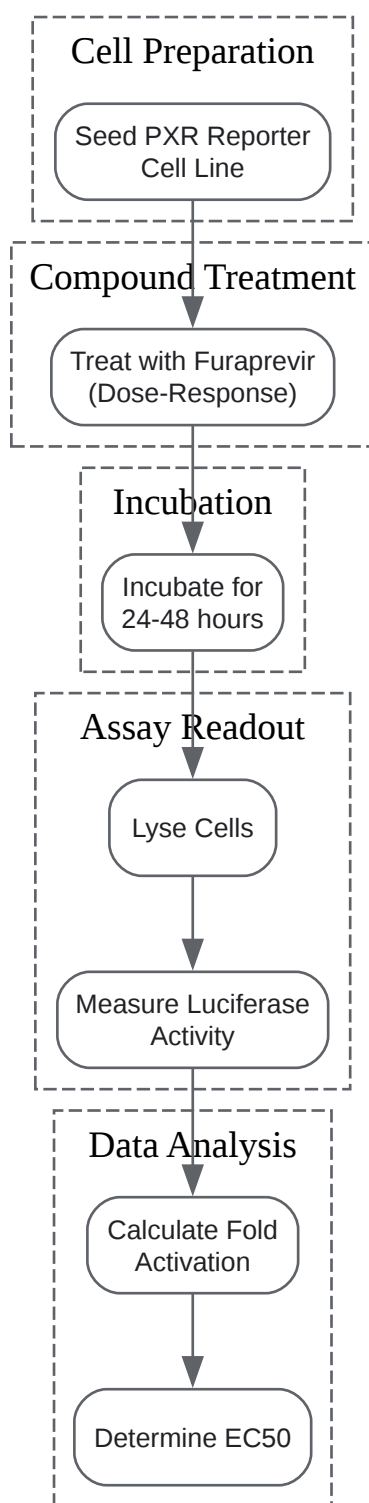 Cell Preparation
Seed PXR Reporter
Cell Line
Compound Treatment
Treat with Furaprevir
(Dose-Response)
Incubation
Incubate for
24-48 hours
Assay Readout
Lyse Cells
Measure Luciferase
Activity
Data Analysis
Calculate Fold
Activation
Determine EC50